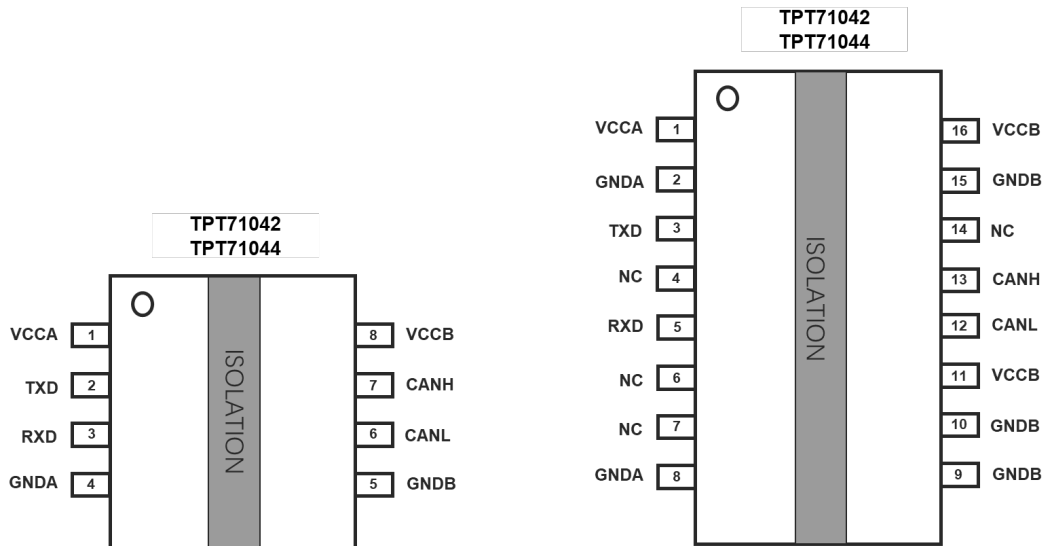 TPT71042
TPT71044
VCCA 1
TXD 2
RXD 3
GNDA 4
ISOLATION
8 VCCB
7 CANH
6 CANL
5 GNDB
TPT71042
TPT71044
VCCA 1
GNDA 2
TXD 3
NC 4
RXD 5
NC 6
NC 7
GNDA 8
ISOLATION
16 VCCB
15 GNDB
14 NC
13 CANH
12 CANL
11 VCCB
10 GNDB
9 GNDB